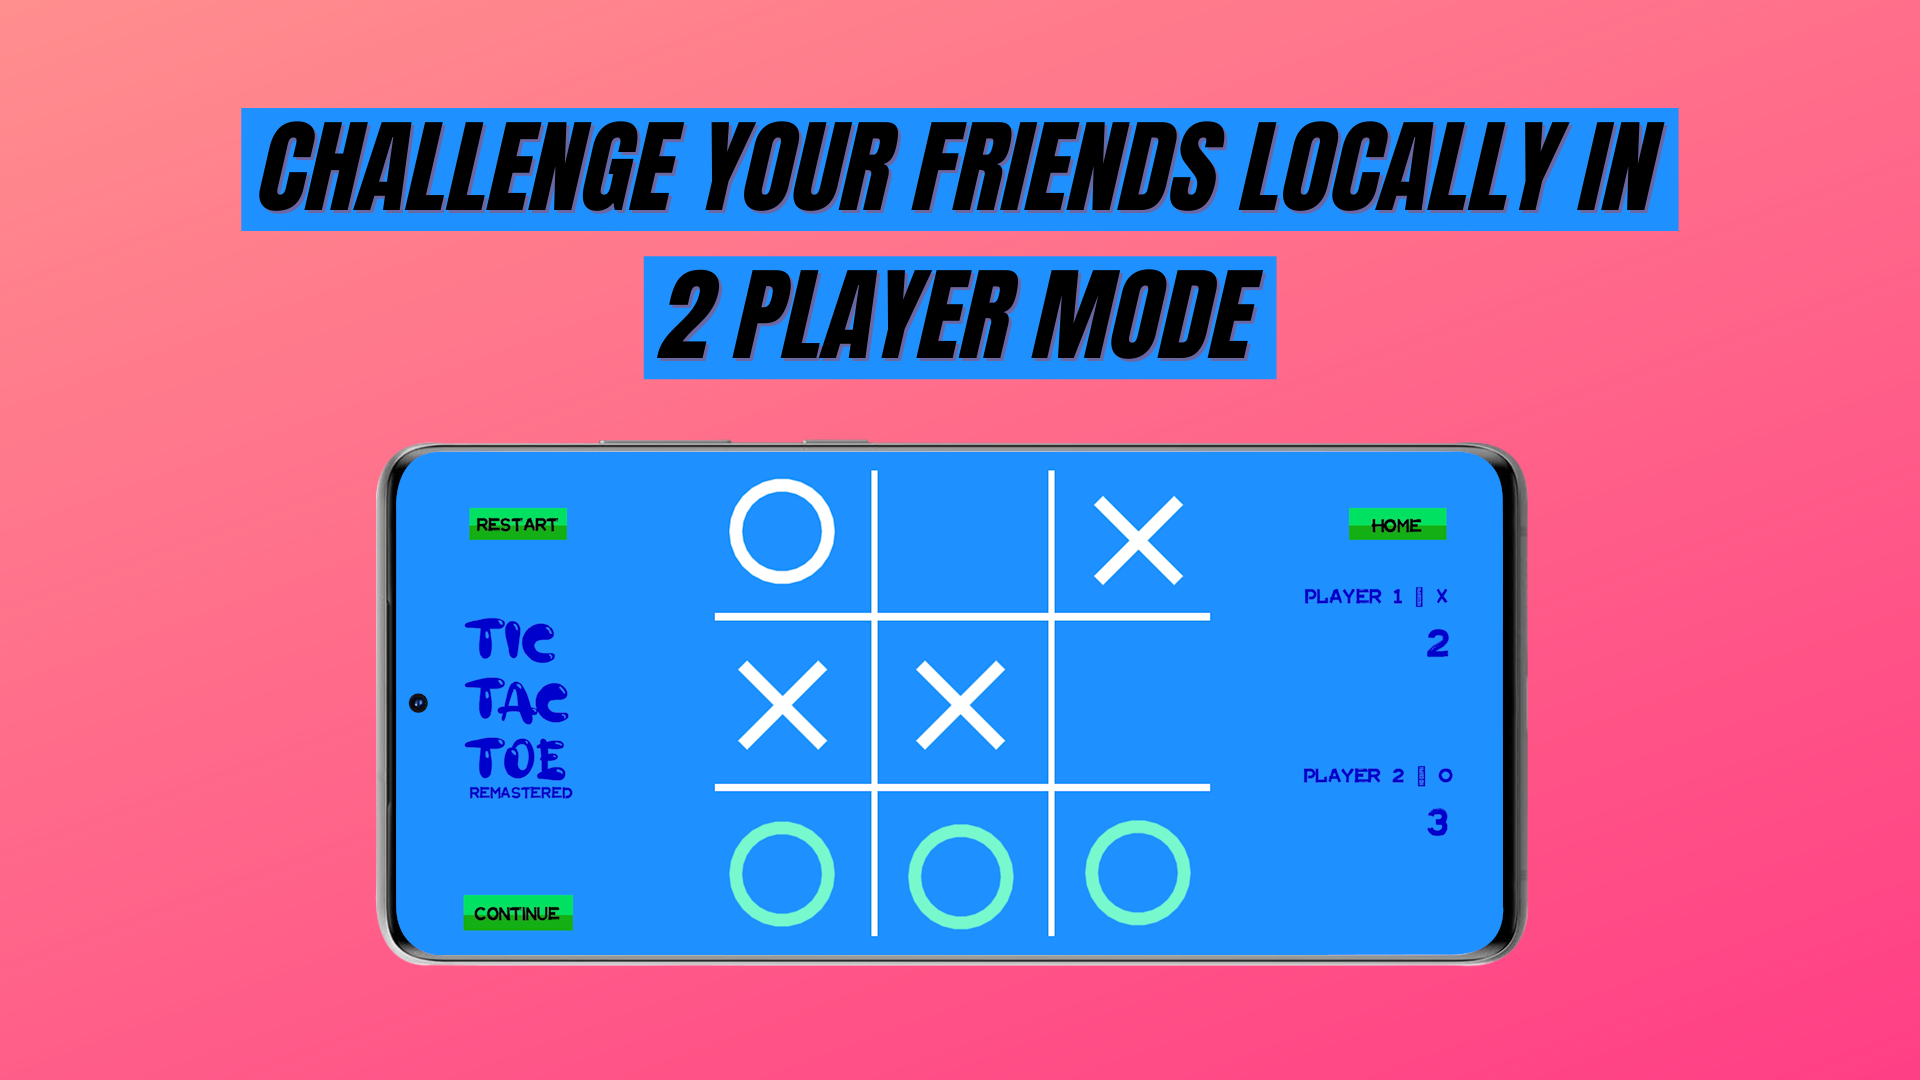 CHALLENGE YOUR FRIENDS LOCALLY IN
2 PLAYER MODE
RESTART
HOME
PLAYER 1 X
2
TIC
TAC
TOE
REMASTERED
PLAYER 2 O
3
CONTINUE